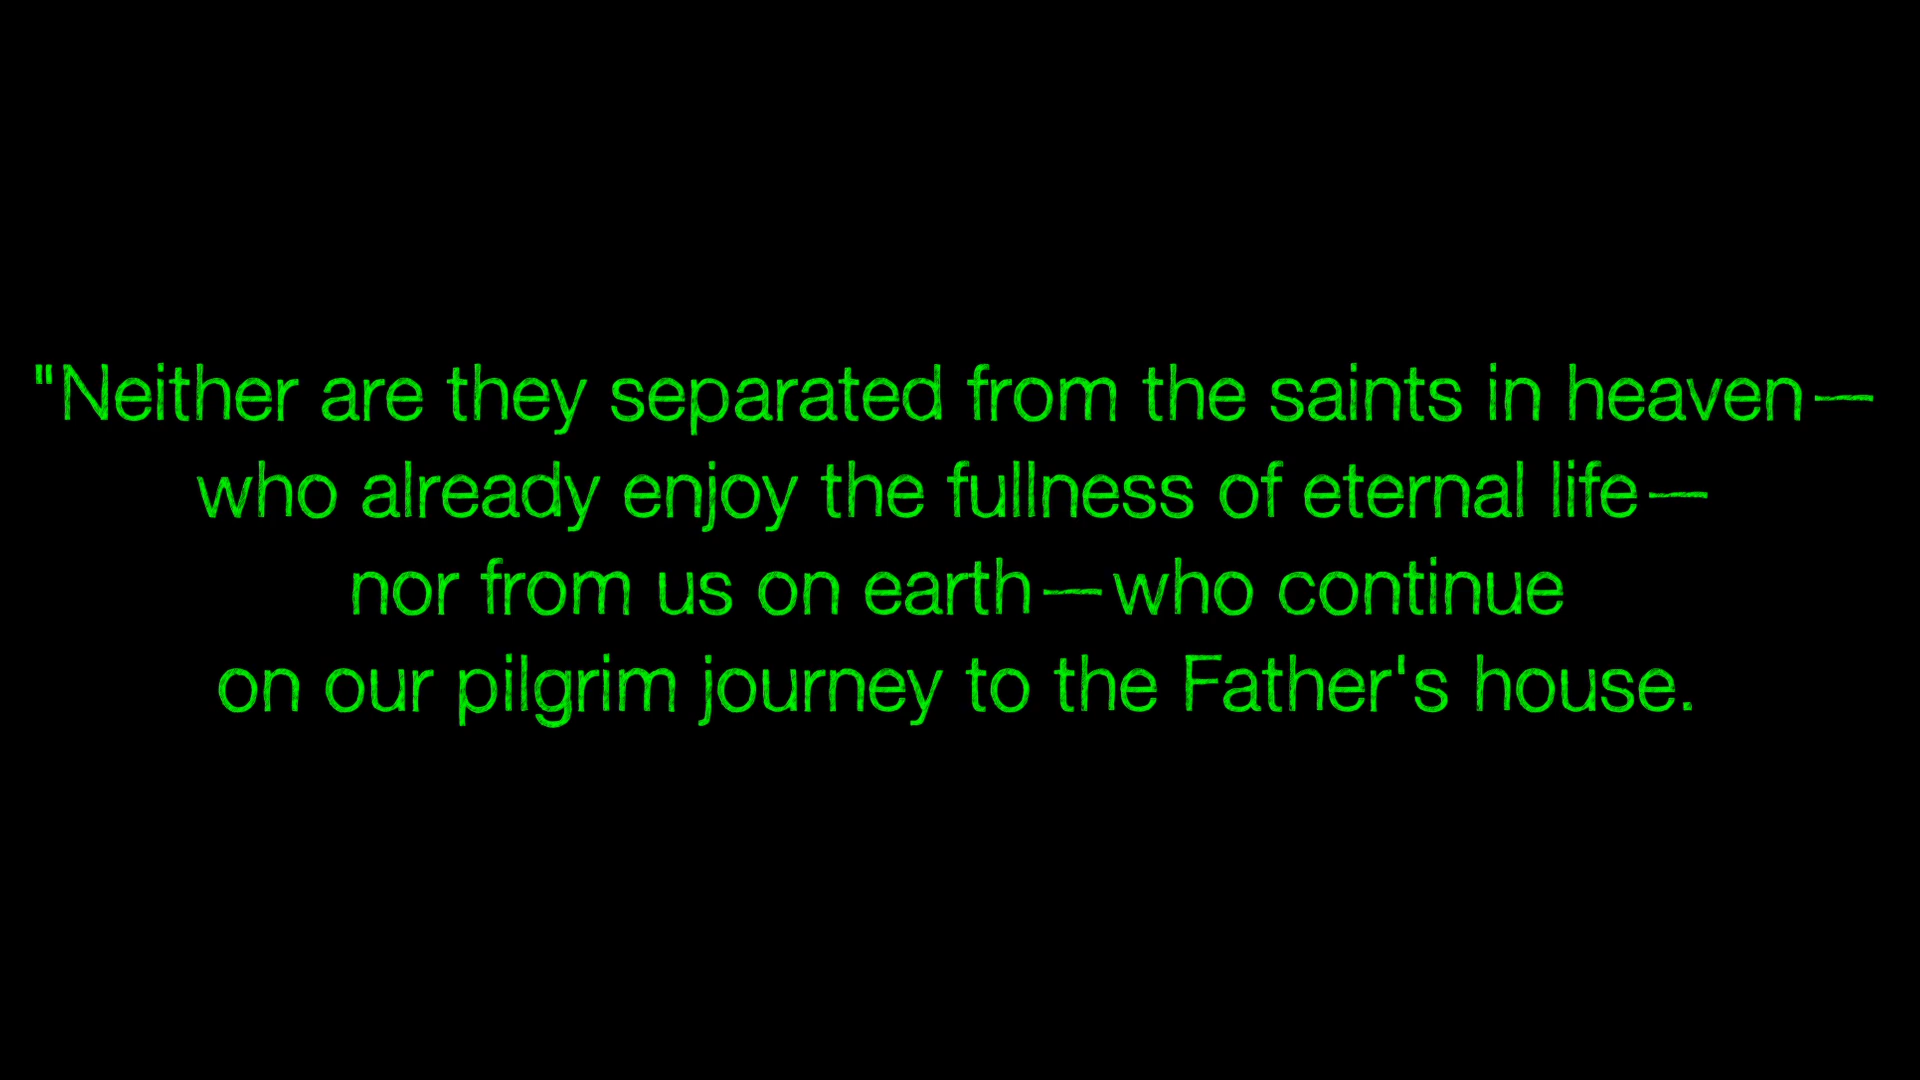 "Neither are they separated from the saints in heaven—
who already enjoy the fullness of eternal life—
nor from us on earth—who continue
on our pilgrim journey to the Father's house.